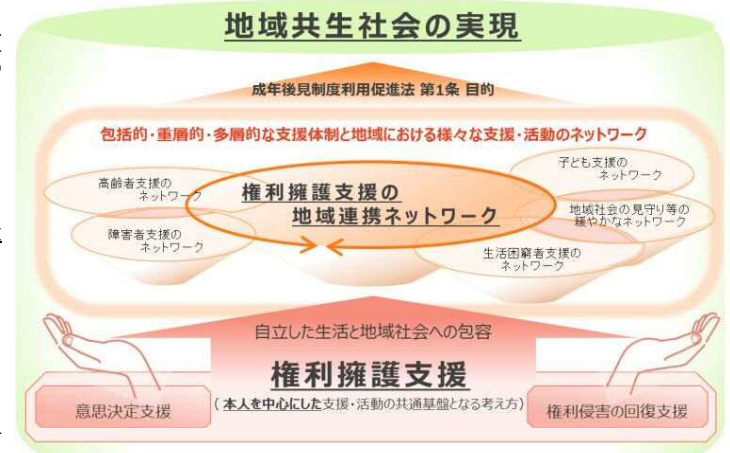 地域共生社会の実現
成年後見制度利用促進法 第1条 目的
包括的・重層的・多層的な支援体制と地域における様々な支援・活動のネットワーク
高齢者支援の
ネットワーク
障害者支援の
ネットワーク
権利擁護支援の
地域連携ネットワーク
子ども支援の
ネットワーク
地域社会の見守り等の
緩やかなネットワーク
生活困窮者支援の
ネットワーク
自立した生活と地域社会への包容
権利擁護支援
(本人を中心にした支援・活動の共通基盤となる考え方)
意思決定支援
権利侵害の回復支援